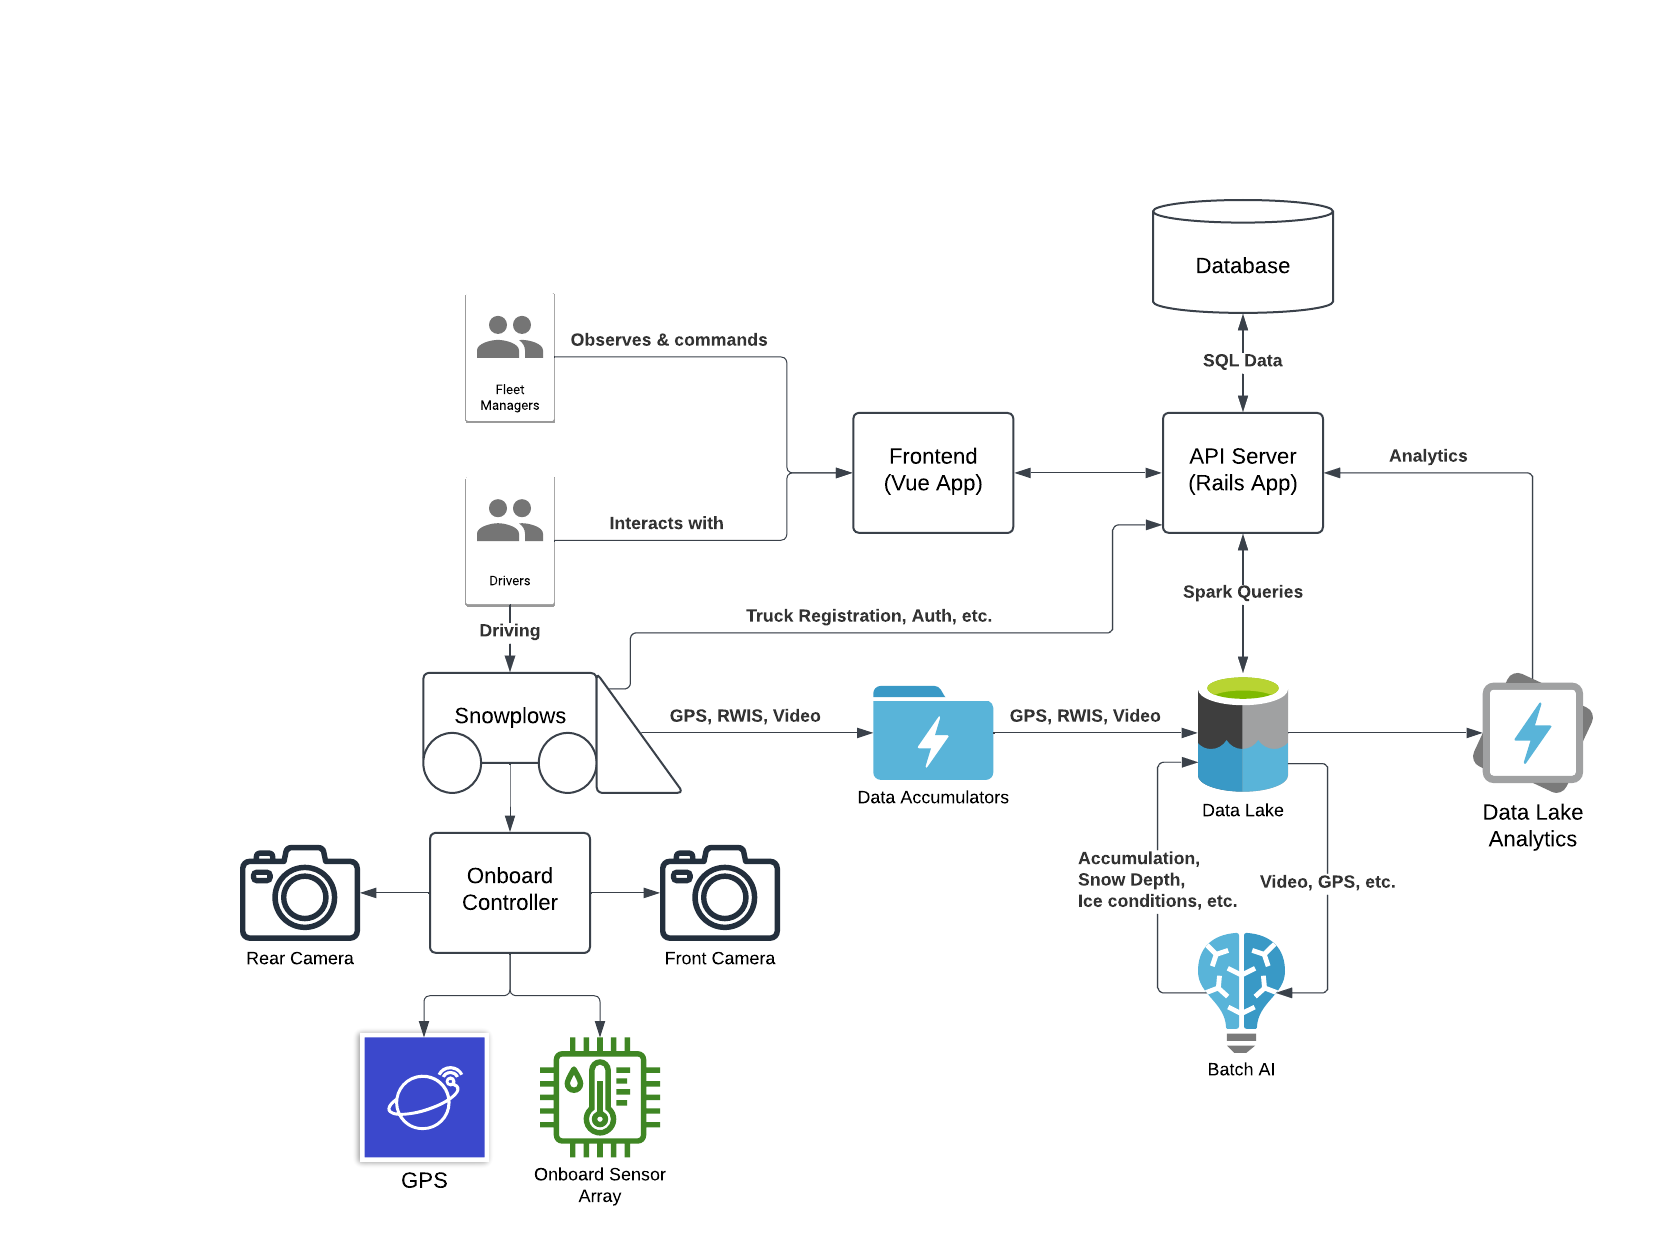 Database
SQL Data
Observes & commands
Fleet
Managers
Frontend
(Vue App)
API Server
(Rails App)
Analytics
Interacts with
Drivers
Driving
Truck Registration, Auth, etc.
Spark Queries
Snowplows
GPS, RWIS, Video
GPS, RWIS, Video
Data Accumulators
Data Lake
Data Lake
Analytics
Onboard
Controller
Accumulation,
Snow Depth,
Ice conditions, etc.
Video, GPS, etc.
Rear Camera
Front Camera
Batch AI
GPS
Onboard Sensor
Array